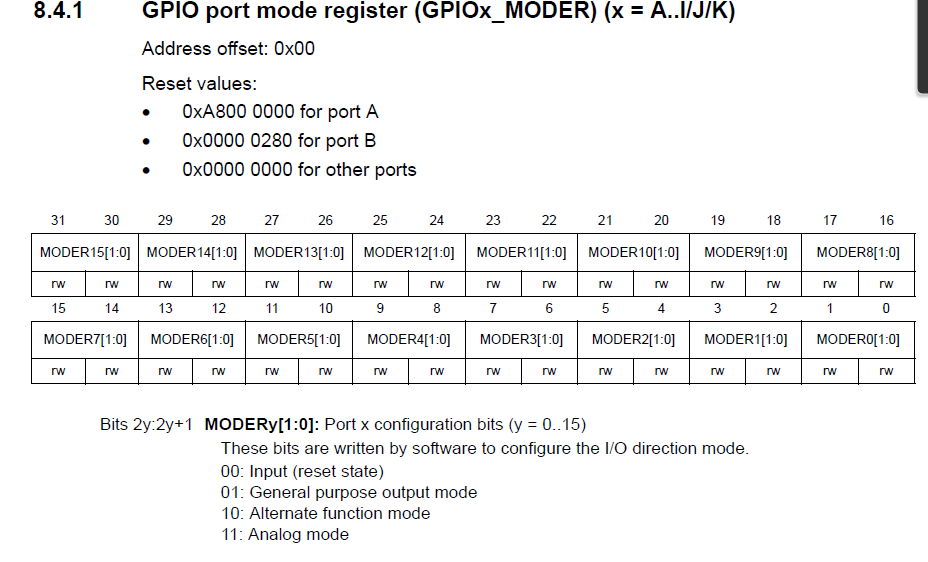 8.4.1 GPIO port mode register (GPIOx_MODER) (x = A..I/J/K)
Address offset: 0x00
Reset values:
• 0xA800 0000 for port A
• 0x0000 0280 for port B
• 0x0000 0000 for other ports
31 30 29 28 27 26 25 24 23 22 21 20 19 18 17 16
MODER15[1:0] MODER14[1:0] MODER13[1:0] MODER12[1:0] MODER11[1:0] MODER10[1:0] MODER9[1:0] MODER8[1:0]
rw rw rw rw rw rw rw rw rw rw rw rw rw rw rw rw
15 14 13 12 11 10 9 8 7 6 5 4 3 2 1 0
MODER7[1:0] MODER6[1:0] MODER5[1:0] MODER4[1:0] MODER3[1:0] MODER2[1:0] MODER1[1:0] MODER0[1:0]
rw rw rw rw rw rw rw rw rw rw rw rw rw rw rw rw
Bits 2y:2y+1 MODERy[1:0]: Port x configuration bits (y = 0..15)
These bits are written by software to configure the I/O direction mode.
00: Input (reset state)
01: General purpose output mode
10: Alternate function mode
11: Analog mode